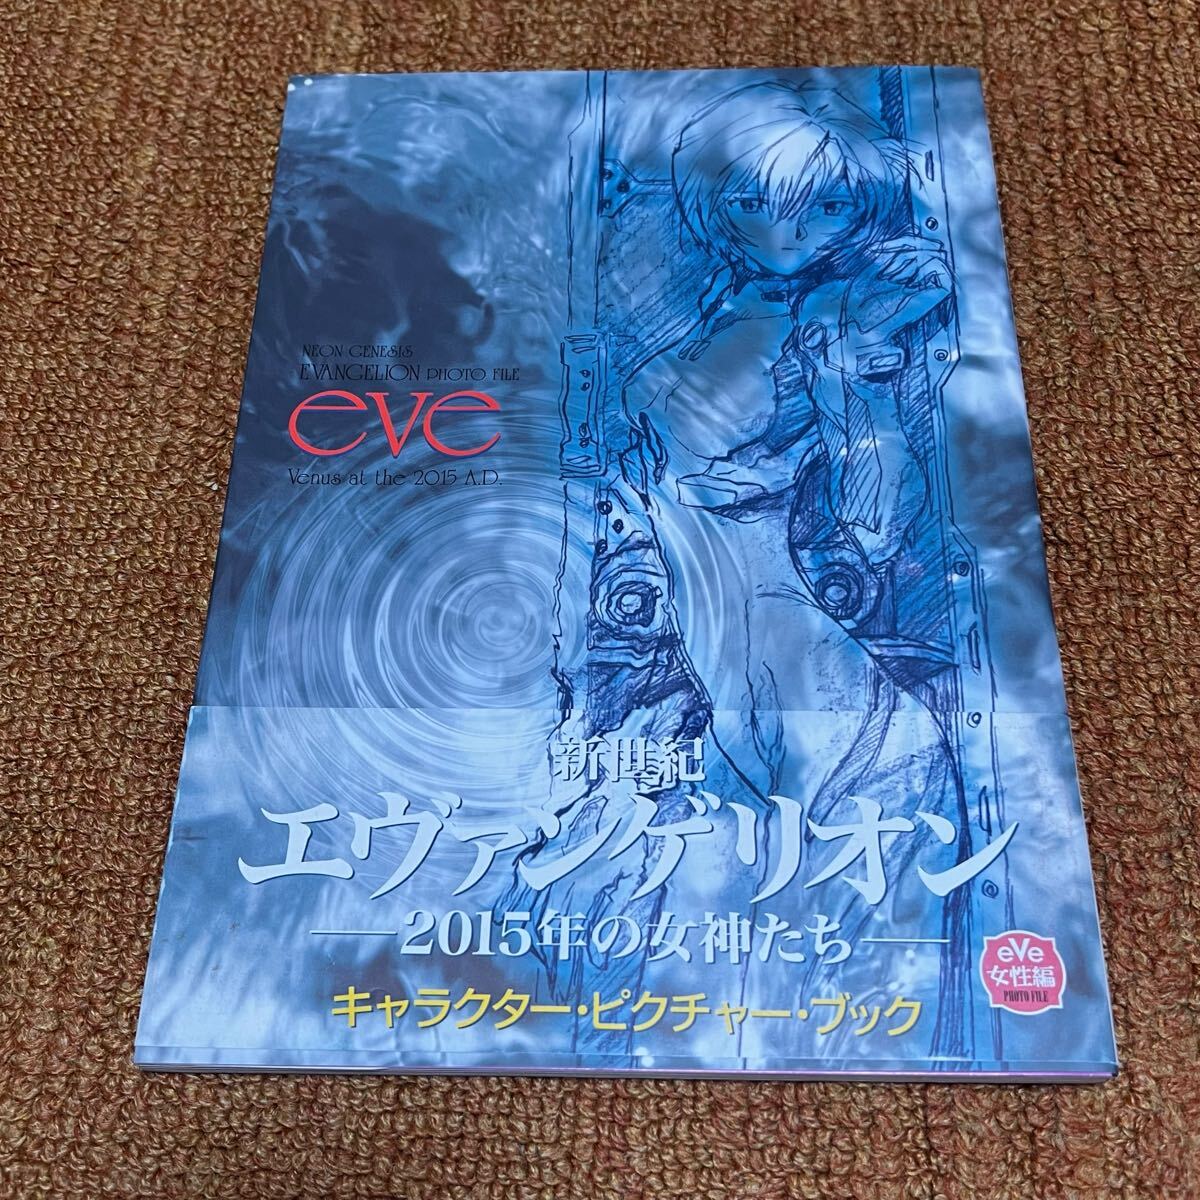 NEON GENESIS
EVANGELION PHOTO FILE
eve
Venus at the 2015 A.D.
新世紀
エヴァンゲリオン
—2015年の女神たち—
キャラクター・ピクチャー・ブック
eve
女性編
PHOTO FILE